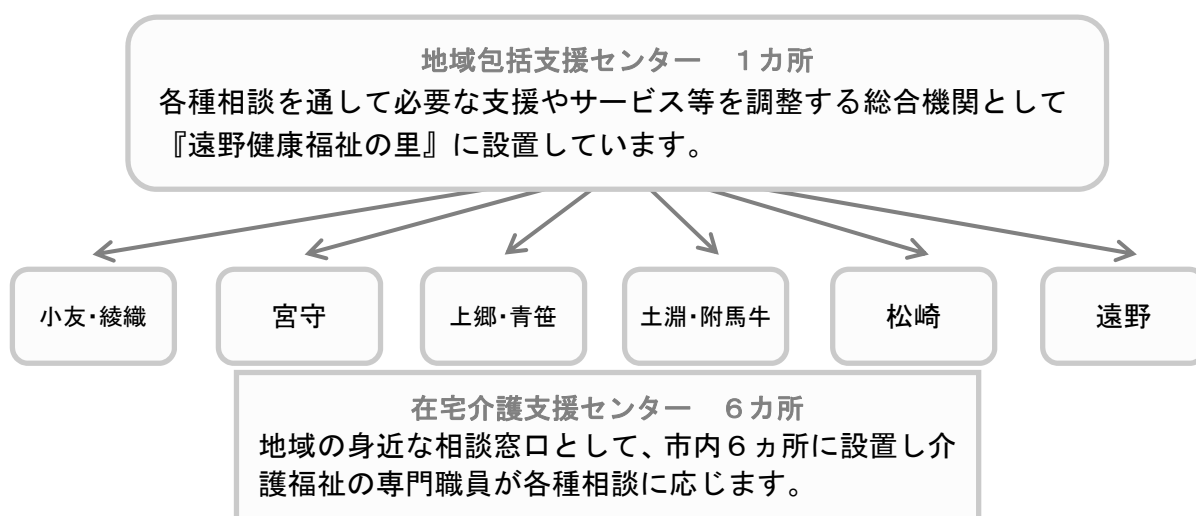 地域包括支援センター　１カ所
各種相談を通して必要な支援やサービス等を調整する総合機関として
『遠野健康福祉の里』に設置しています。
小友・綾織
宮守
上郷・青笹
土淵・附馬牛
松崎
遠野
在宅介護支援センター　６カ所
地域の身近な相談窓口として、市内６ヵ所に設置し介
護福祉の専門職員が各種相談に応じます。